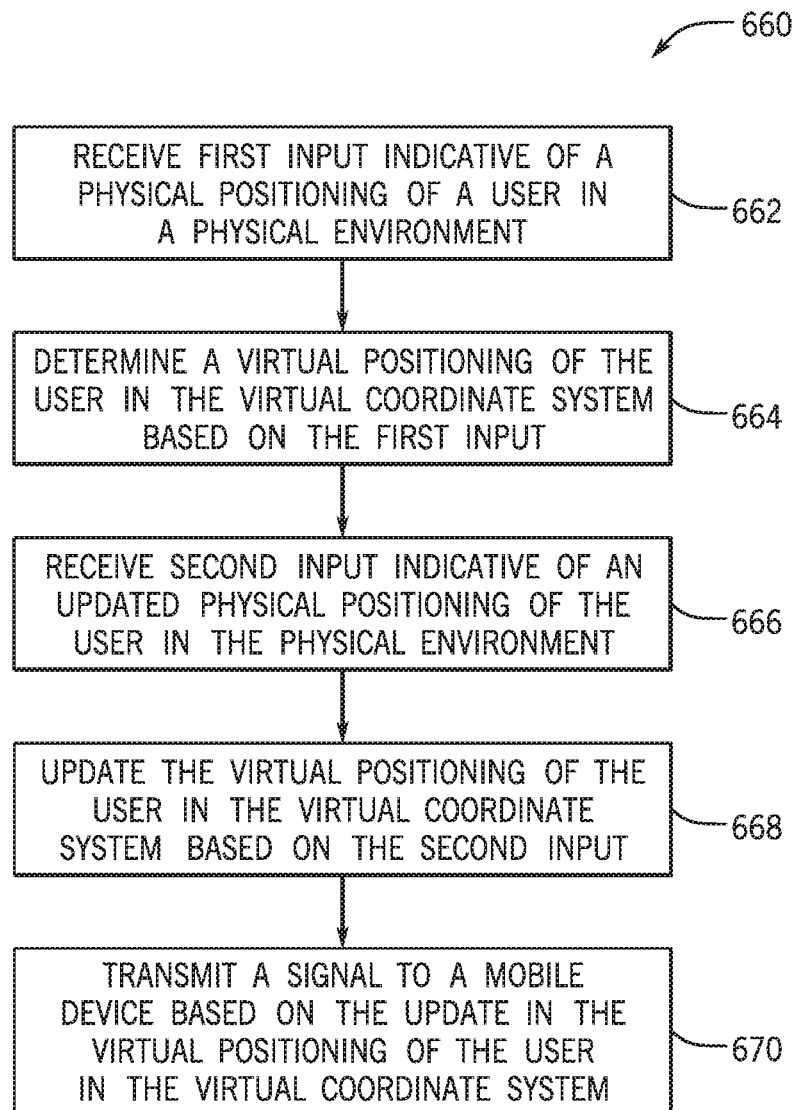 660
RECEIVE FIRST INPUT INDICATIVE OF A
PHYSICAL POSITIONING OF A USER IN
A PHYSICAL ENVIRONMENT
662
DETERMINE A VIRTUAL POSITIONING OF THE
USER IN THE VIRTUAL COORDINATE SYSTEM
BASED ON THE FIRST INPUT
664
RECEIVE SECOND INPUT INDICATIVE OF AN
UPDATED PHYSICAL POSITIONING OF THE
USER IN THE PHYSICAL ENVIRONMENT
666
UPDATE THE VIRTUAL POSITIONING OF THE
USER IN THE VIRTUAL COORDINATE
SYSTEM BASED ON THE SECOND INPUT
668
TRANSMIT A SIGNAL TO A MOBILE
DEVICE BASED ON THE UPDATE IN THE
VIRTUAL POSITIONING OF THE USER
IN THE VIRTUAL COORDINATE SYSTEM
670